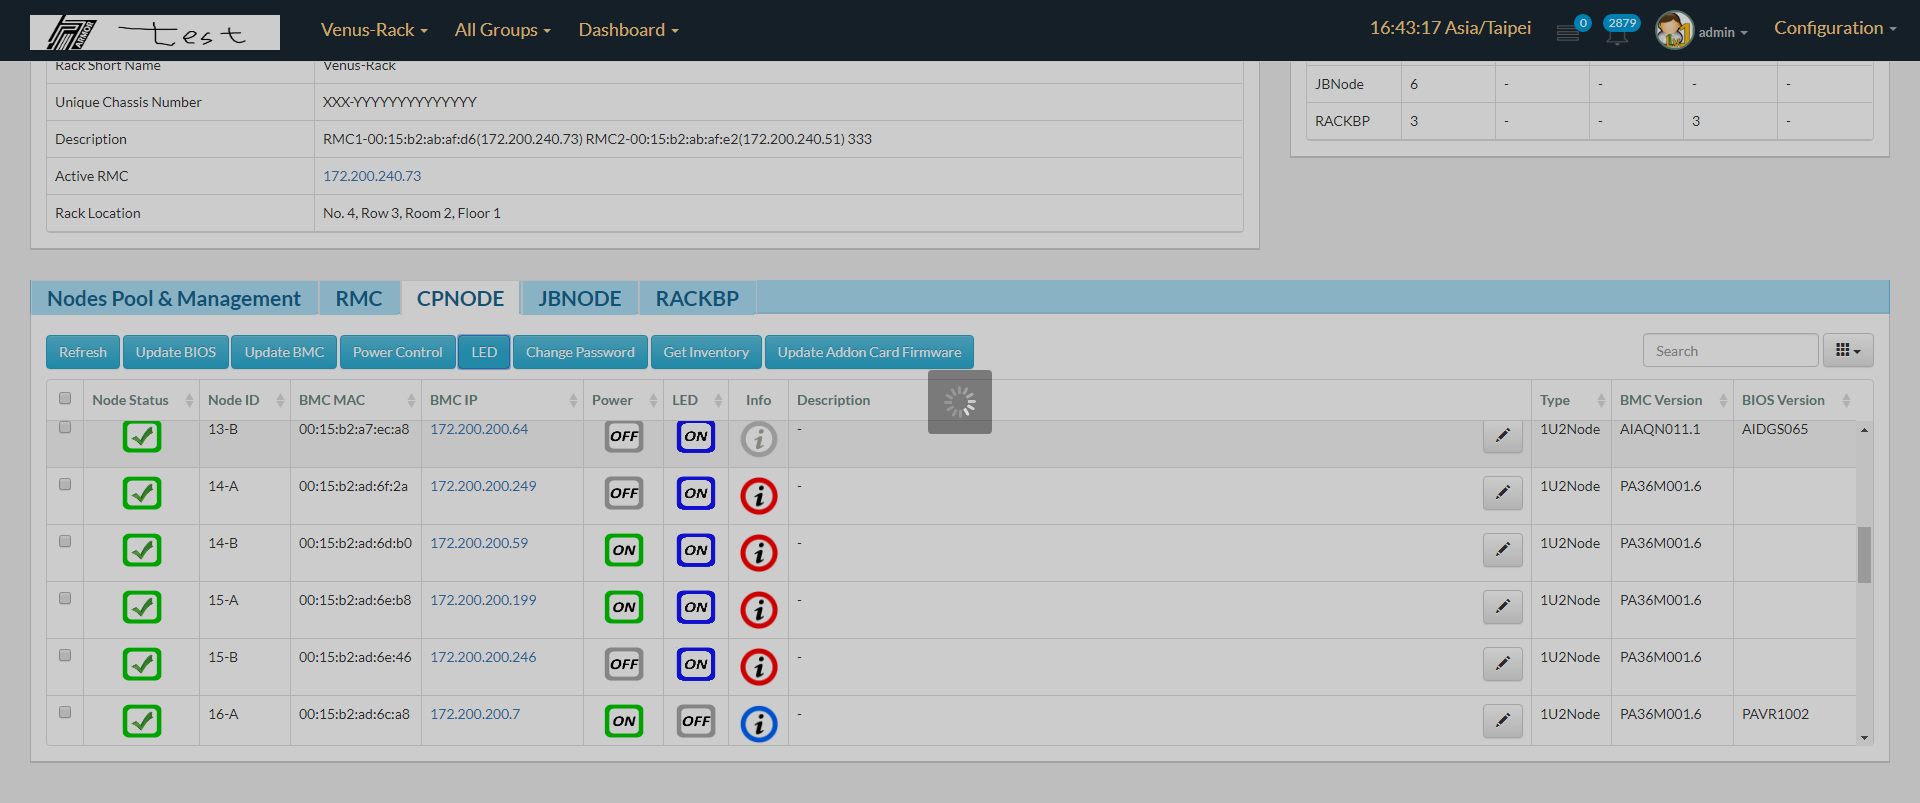 ARMOR test Venus-Rack All Groups Dashboard 16:43:17 Asia/Taipei 0 2879 admin Configuration
Rack Short Name Venus-Rack
Unique Chassis Number XXX-YYYYYYYYYYYYYY
Description RMC1-00:15:b2:ab:af:d6(172.200.240.73) RMC2-00:15:b2:ab:af:e2(172.200.240.51) 333
Active RMC 172.200.240.73
Rack Location No. 4, Row 3, Room 2, Floor 1
JBNode 6 - - - -
RACKBP 3 - - 3 -
Nodes Pool & Management RMC CPNODE JBNODE RACKBP
Refresh Update BIOS Update BMC Power Control LED Change Password Get Inventory Update Addon Card Firmware Search
Node Status Node ID BMC MAC BMC IP Power LED Info Description Type BMC Version BIOS Version
13-B 00:15:b2:a7:ec:a8 172.200.200.64 OFF ON i - 1U2Node AIAQN011.1 AIDGS065
14-A 00:15:b2:ad:6f:2a 172.200.200.249 OFF ON i - 1U2Node PA36M001.6
14-B 00:15:b2:ad:6d:b0 172.200.200.59 ON ON i - 1U2Node PA36M001.6
15-A 00:15:b2:ad:6e:b8 172.200.200.199 ON ON i - 1U2Node PA36M001.6
15-B 00:15:b2:ad:6e:46 172.200.200.246 OFF ON i - 1U2Node PA36M001.6
16-A 00:15:b2:ad:6c:a8 172.200.200.7 ON OFF i - 1U2Node PA36M001.6 PAVR1002